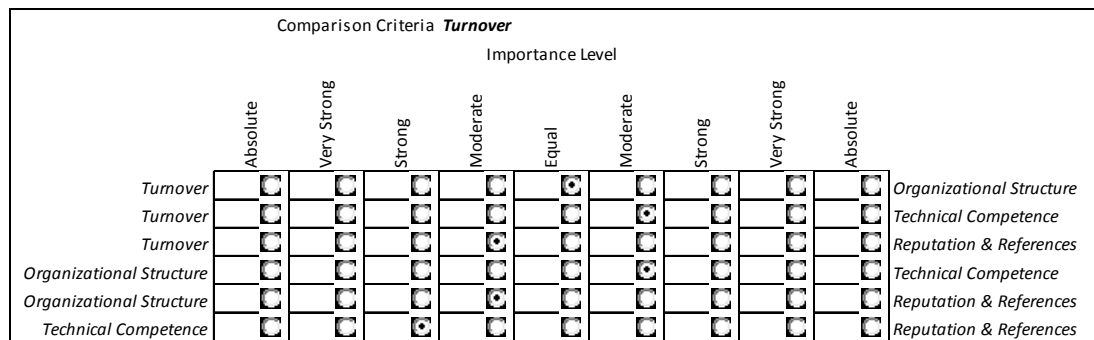 Comparison Criteria Turnover
Importance Level
Absolute Very Strong Strong Moderate Equal Moderate Strong Very Strong Absolute
Turnover Organizational Structure
Turnover Technical Competence
Turnover Reputation & References
Organizational Structure Technical Competence
Organizational Structure Reputation & References
Technical Competence Reputation & References